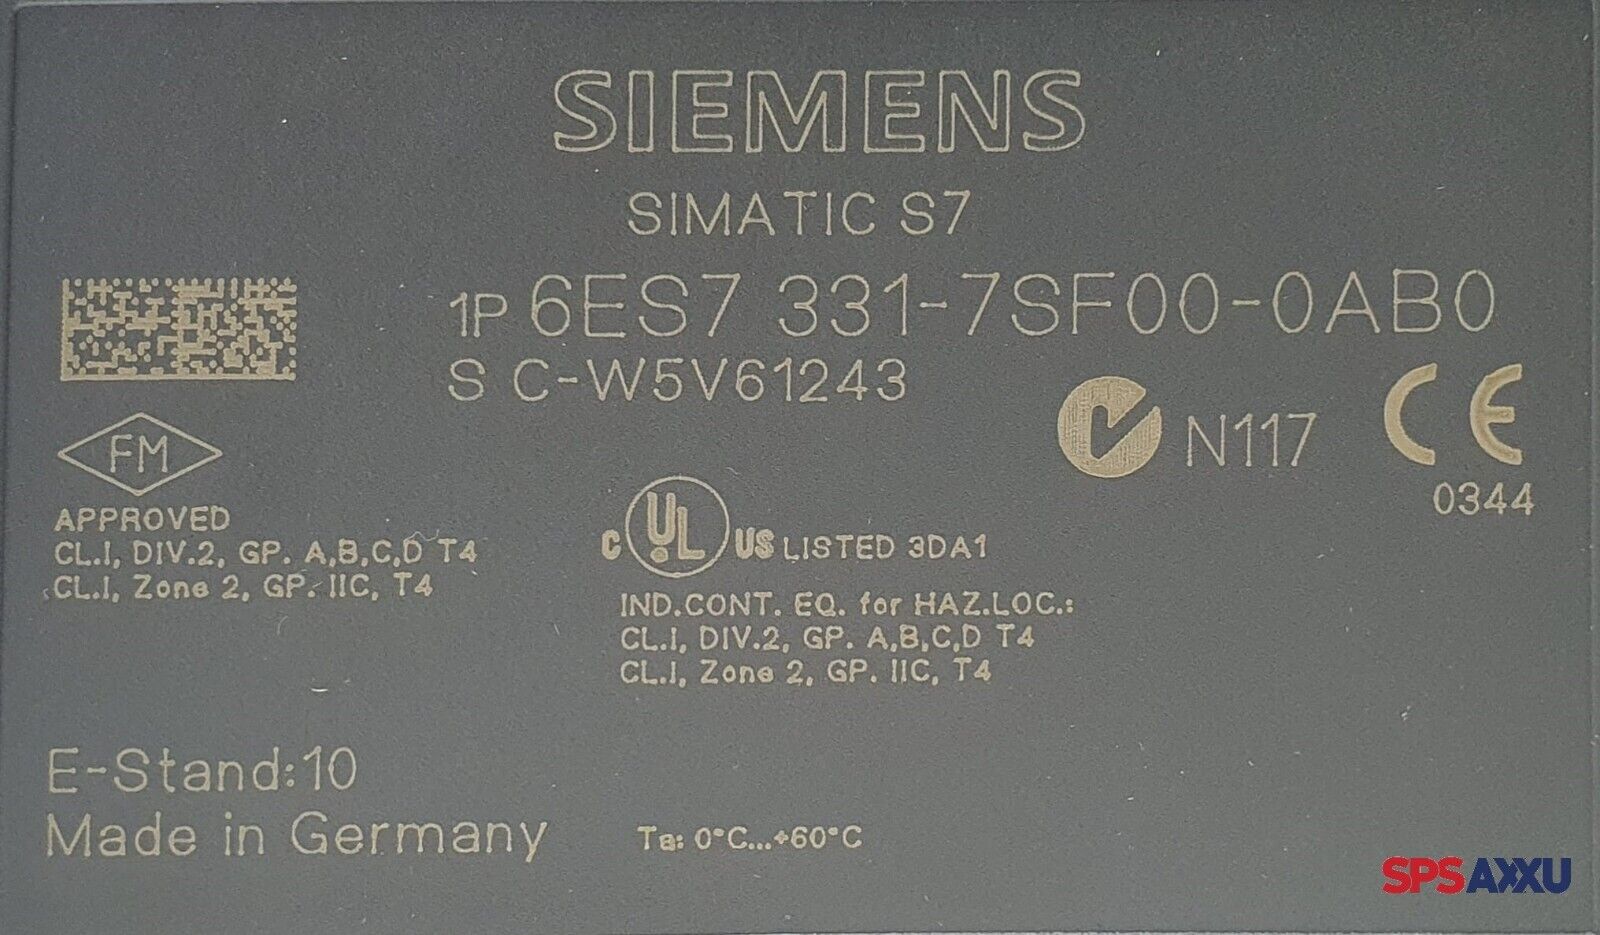 SIEMENS
SIMATIC S7
1P 6ES7 331-7SF00-0AB0
S C-W5V61243
N117
CE
0344
FM
APPROVED
CL.I, DIV.2, GP. A,B,C,D T4
CL.I, Zone 2, GP. IIC, T4
C UL US LISTED 3DA1
IND.CONT. EQ. for HAZ.LOC.:
CL.I, DIV.2, GP. A,B,C,D T4
CL.I, Zone 2, GP. IIC, T4
E-Stand:10
Made in Germany
Ta: 0°C...+60°C
SPSAXXU